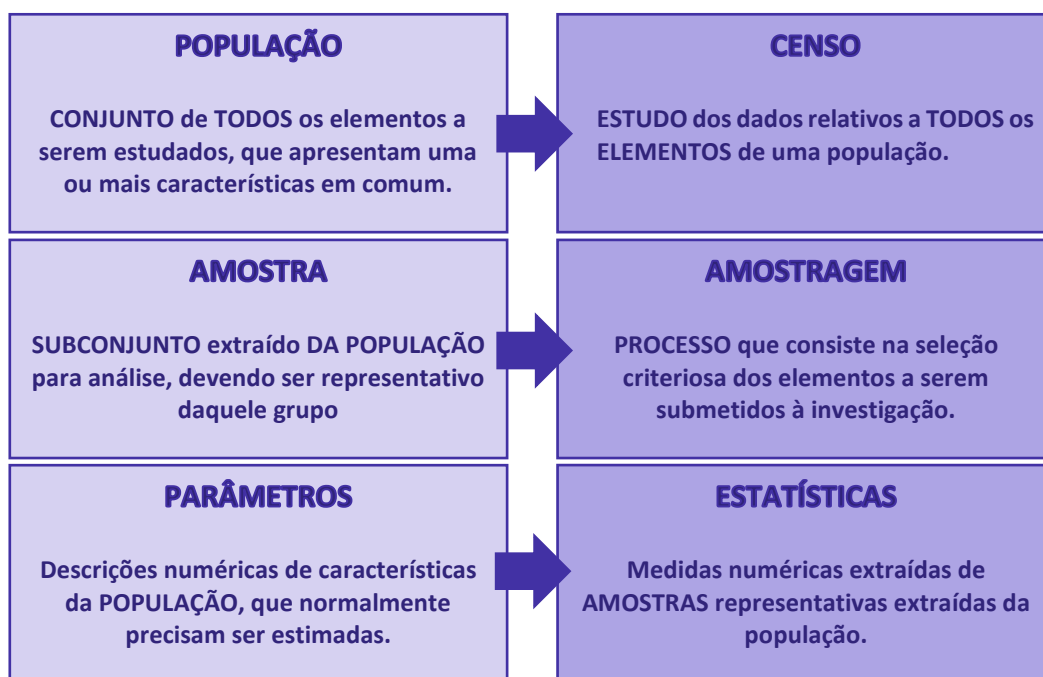 POPULAÇÃO
CONJUNTO de TODOS os elementos a
serem estudados, que apresentam uma
ou mais características em comum.
CENSO
ESTUDO dos dados relativos a TODOS os
ELEMENTOS de uma população.
AMOSTRA
SUBCONJUNTO extraído DA POPULAÇÃO
para análise, devendo ser representativo
daquele grupo
AMOSTRAGEM
PROCESSO que consiste na seleção
criteriosa dos elementos a serem
submetidos à investigação.
PARÂMETROS
Descrições numéricas de características
da POPULAÇÃO, que normalmente
precisam ser estimadas.
ESTATÍSTICAS
Medidas numéricas extraídas de
AMOSTRAS representativas extraídas da
população.